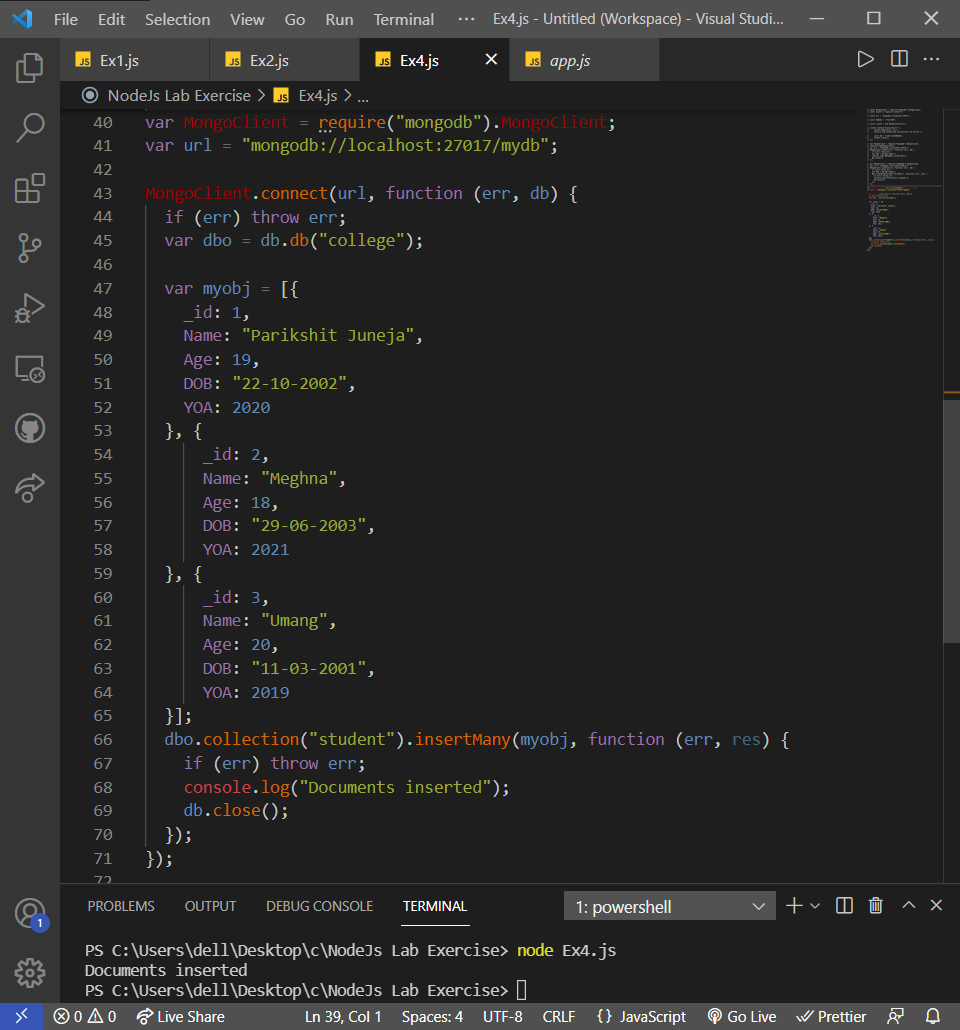 File Edit Selection View Go Run Terminal ··· Ex4.js - Untitled (Workspace) - Visual Studi...
JS Ex1.js JS Ex2.js JS Ex4.js JS app.js
NodeJs Lab Exercise > JS Ex4.js > ...
40 var MongoClient = require("mongodb").MongoClient;
41 var url = "mongodb://localhost:27017/mydb";
42
43 MongoClient.connect(url, function (err, db) {
44 if (err) throw err;
45 var dbo = db.db("college");
46
47 var myobj = [{
48 _id: 1,
49 Name: "Parikshit Juneja",
50 Age: 19,
51 DOB: "22-10-2002",
52 YOA: 2020
53 }, {
54 _id: 2,
55 Name: "Meghna",
56 Age: 18,
57 DOB: "29-06-2003",
58 YOA: 2021
59 }, {
60 _id: 3,
61 Name: "Umang",
62 Age: 20,
63 DOB: "11-03-2001",
64 YOA: 2019
65 }];
66 dbo.collection("student").insertMany(myobj, function (err, res) {
67 if (err) throw err;
68 console.log("Documents inserted");
69 db.close();
70 });
71 });
72
PROBLEMS OUTPUT DEBUG CONSOLE TERMINAL 1: powershell
PS C:\Users\dell\Desktop\c\NodeJs Lab Exercise> node Ex4.js
Documents inserted
PS C:\Users\dell\Desktop\c\NodeJs Lab Exercise>
1
0 0 Live Share Ln 39, Col 1 Spaces: 4 UTF-8 CRLF {} JavaScript Go Live Prettier